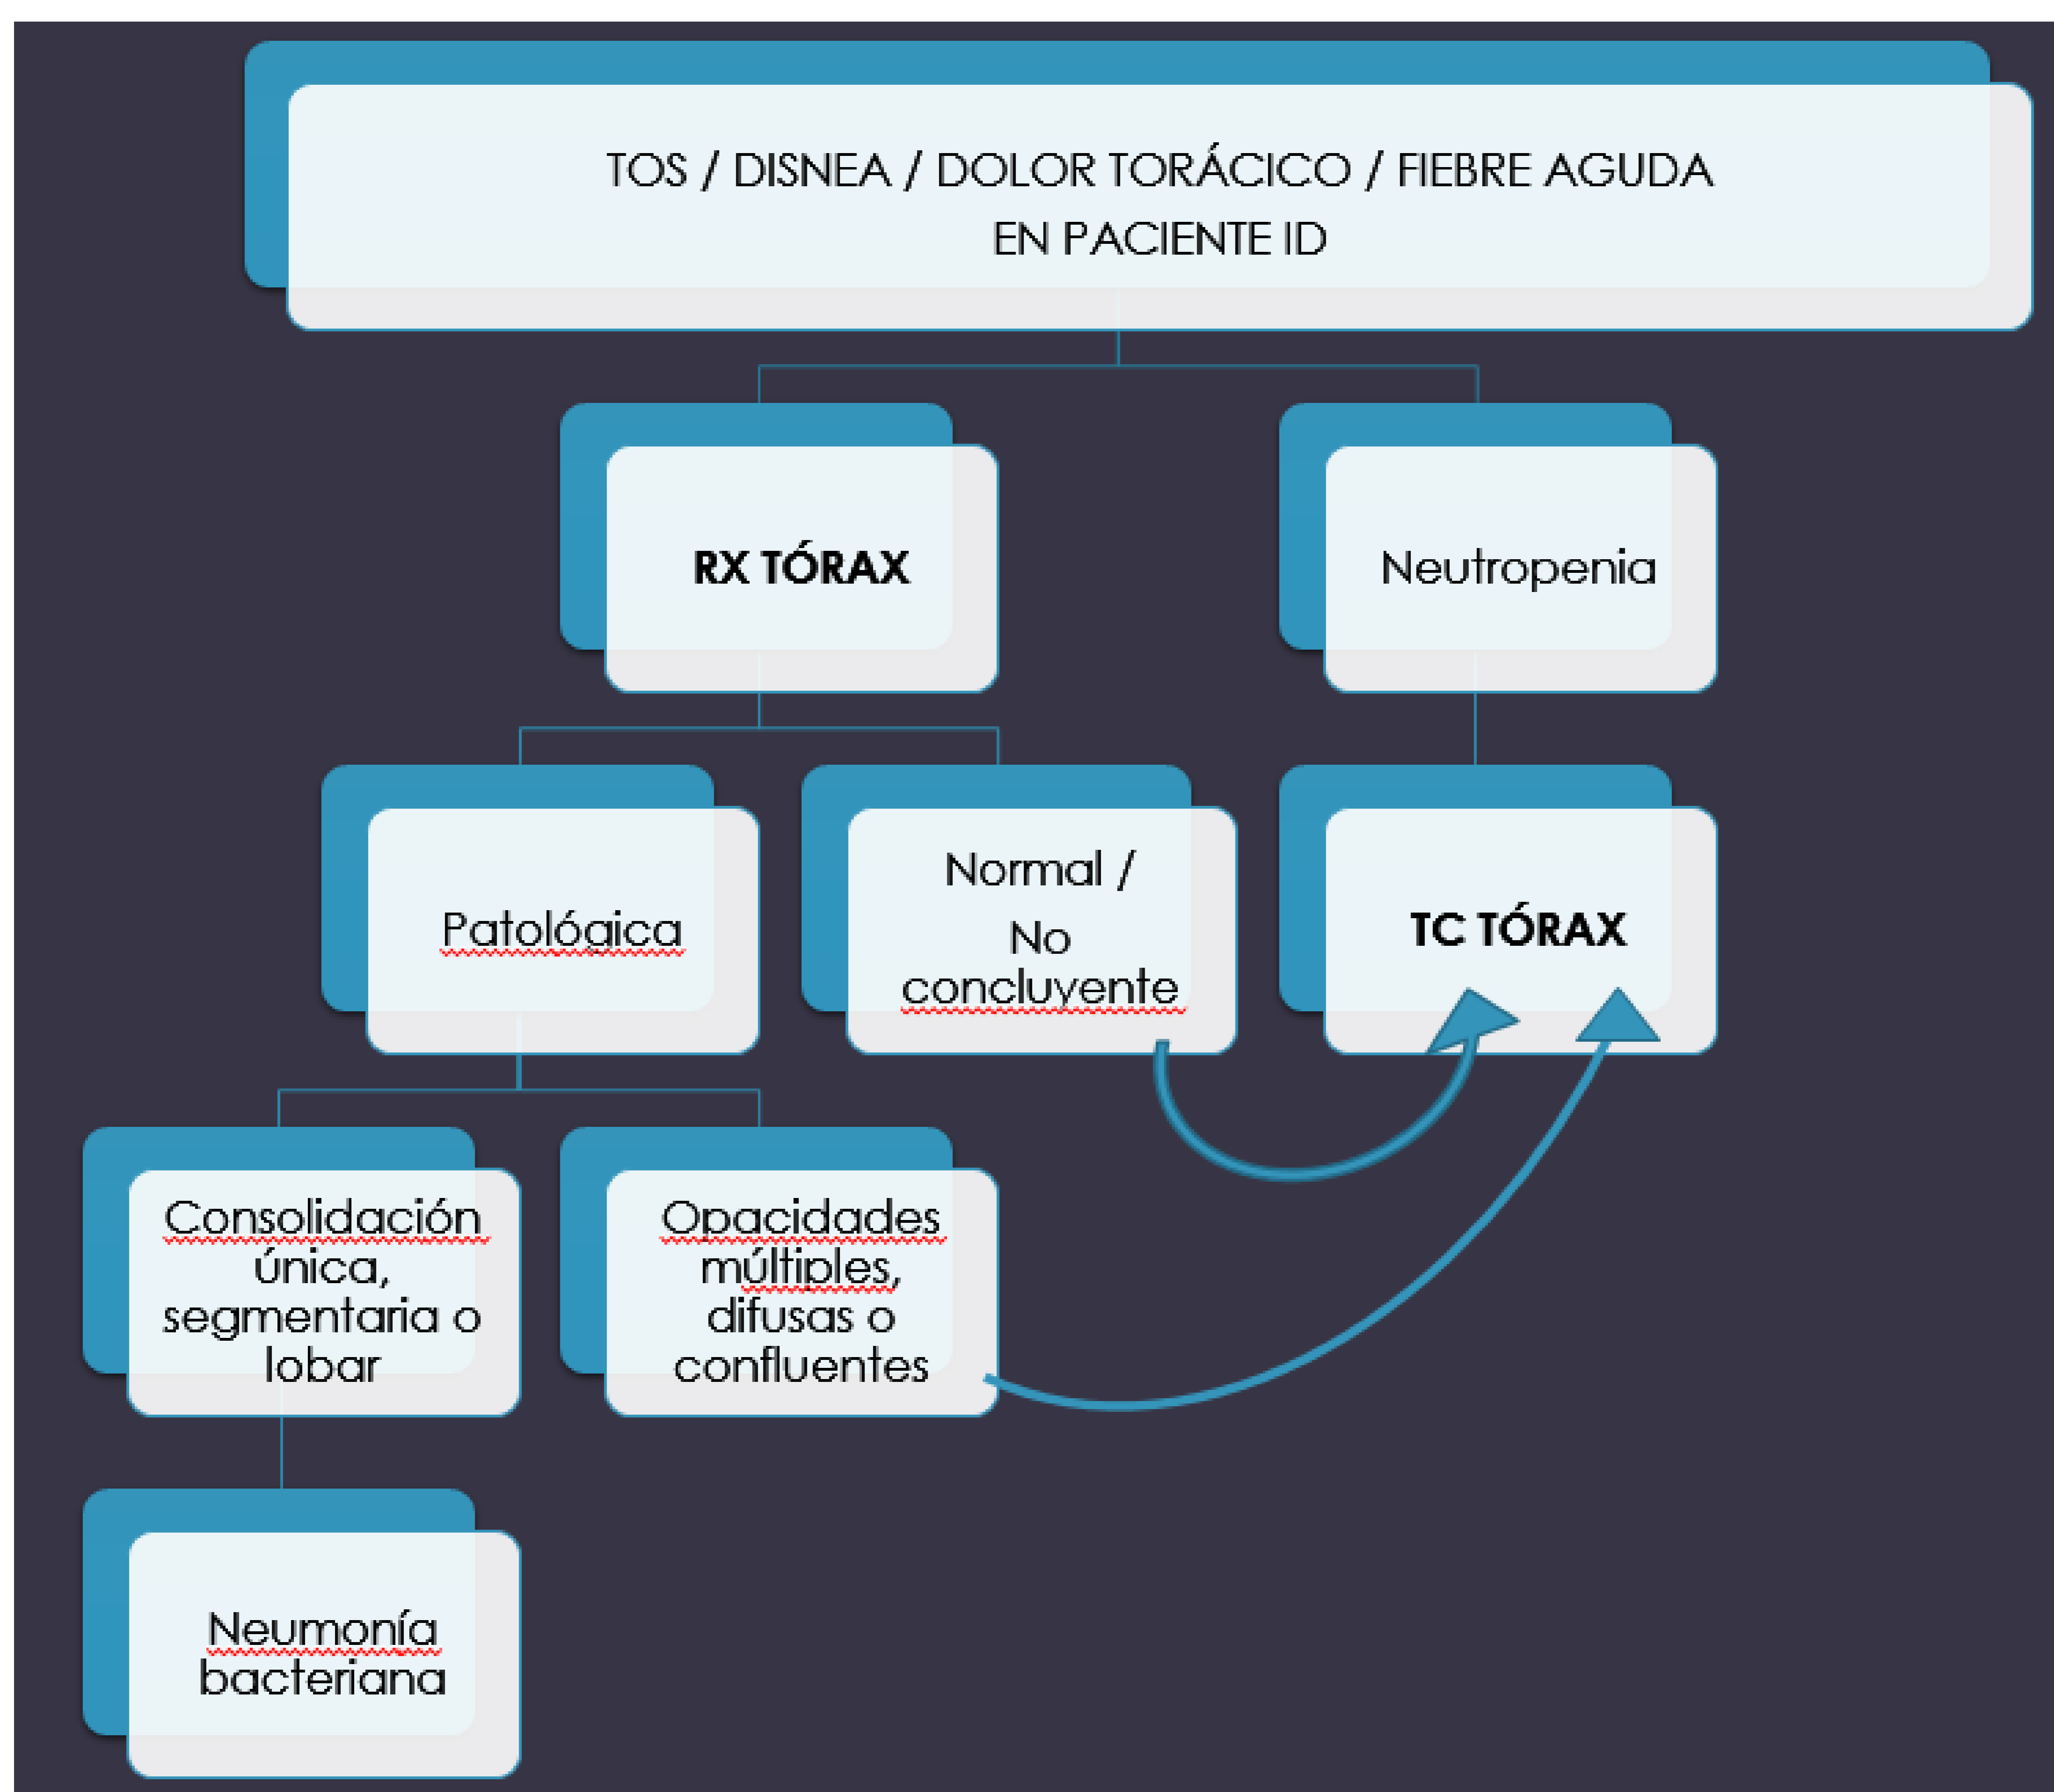 TOS / DISNEA / DOLOR TORÁCICO / FIEBRE AGUDA
EN PACIENTE ID
RX TÓRAX
Neutropenia
Patológica
Normal /
No
concluyente
TC TÓRAX
Consolidación
única,
segmentaria o
lobar
Opacidades
múltiples,
difusas o
confluentes
Neumonía
bacteriana